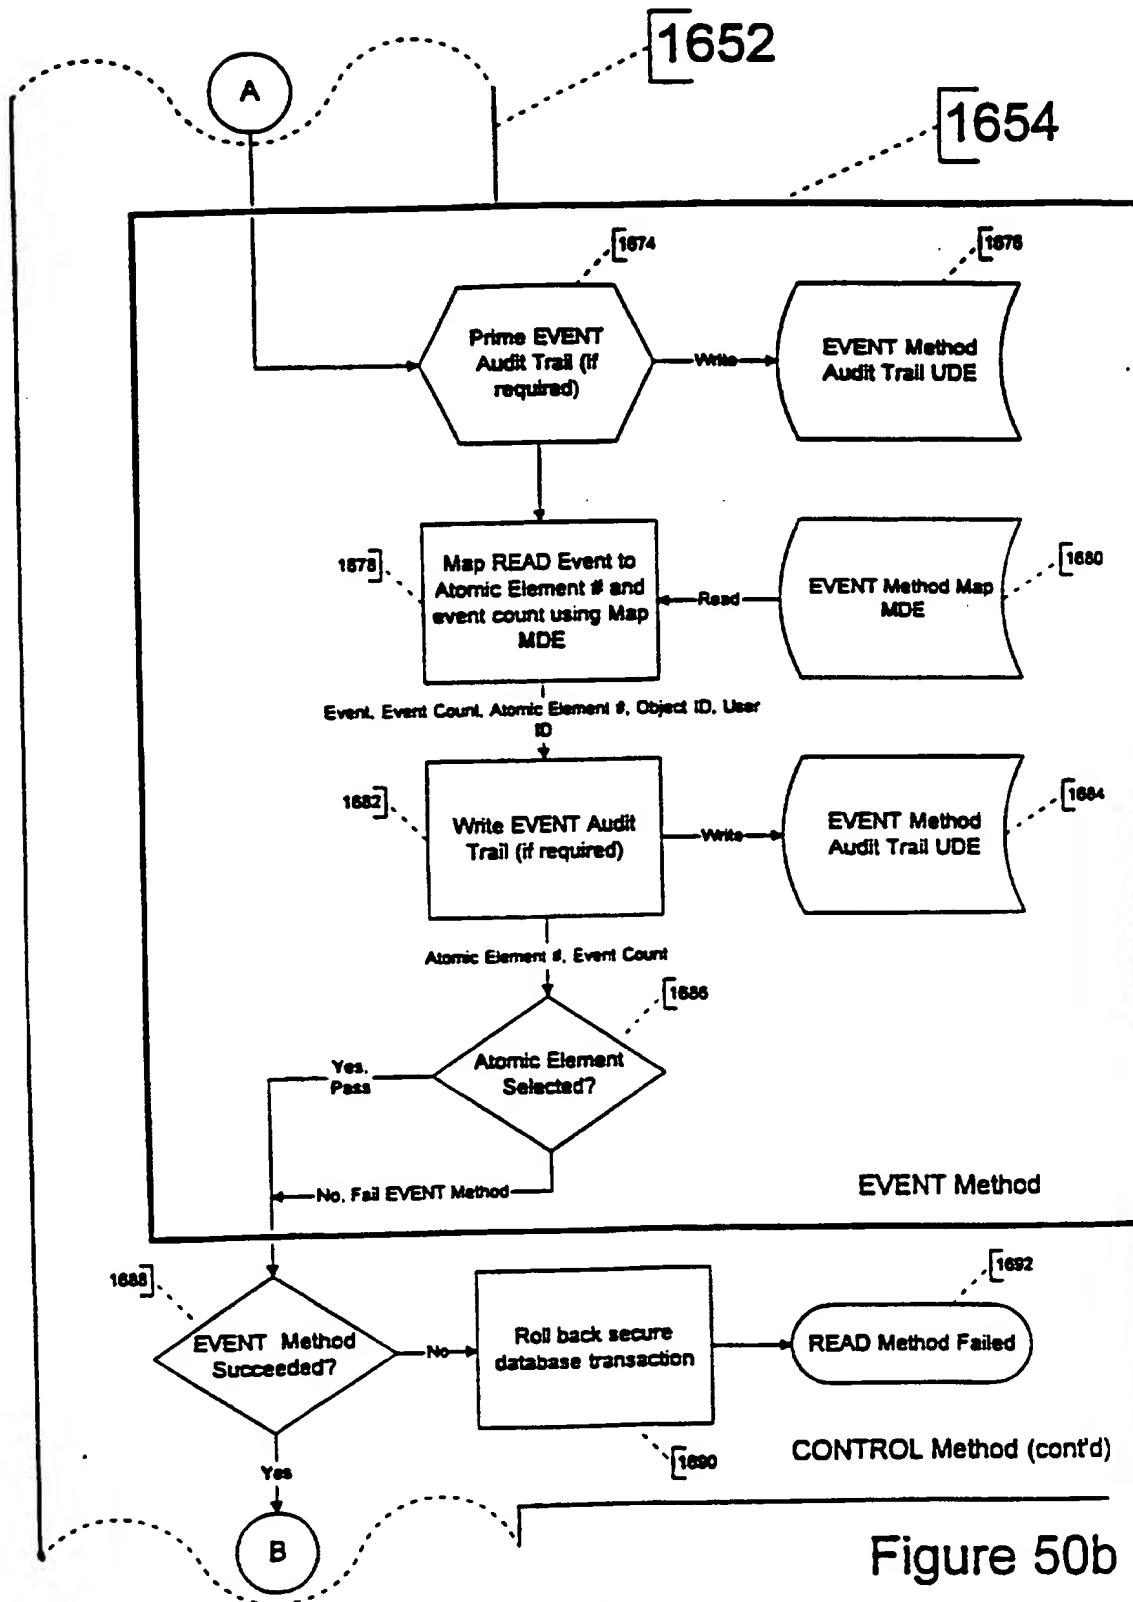 1652
A
1654
1674
1676
Prime EVENT
Audit Trail (if
required)
Write
EVENT Method
Audit Trail UDE
1678
Map READ Event to
Atomic Element # and
event count using Map
MDE
Read
EVENT Method Map
MDE
1680
Event, Event Count, Atomic Element #, Object ID, User
ID
1682
Write EVENT Audit
Trail (if required)
Write
EVENT Method
Audit Trail UDE
1684
Atomic Element #, Event Count
1686
Atomic Element
Selected?
Yes,
Pass
No, Fail EVENT Method
EVENT Method
1688
EVENT Method
Succeeded?
No
Roll back secure
database transaction
1692
READ Method Failed
1690
CONTROL Method (cont'd)
Yes
B
Figure 50b